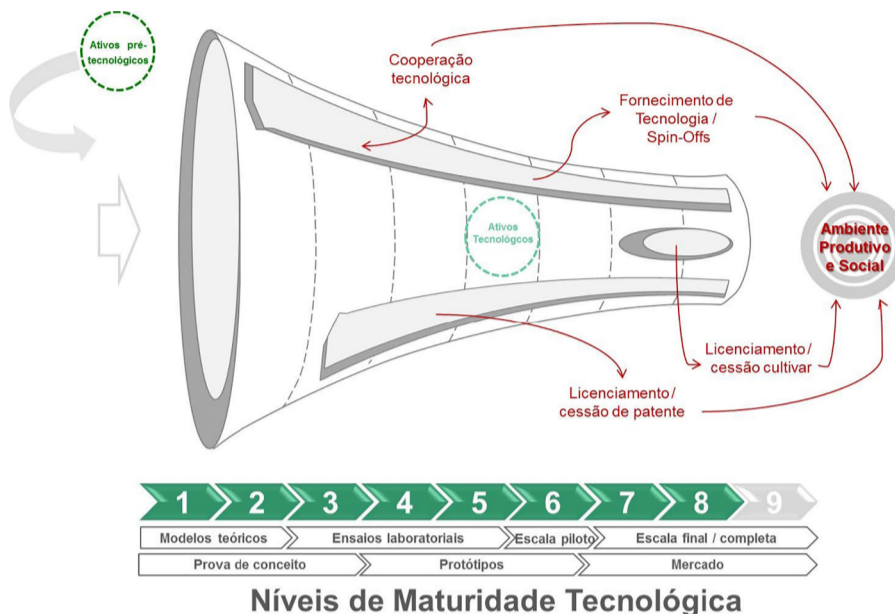 Ativos pré-
tecnológicos
Cooperação
tecnológica
Fornecimento de
Tecnologia /
Spin-Offs
Ativos
Tecnológcos
Ambiente
Produtivo
e Social
Licenciamento/
cessão cultivar
Licenciamento/
cessão de patente
1 2 3 4 5 6 7 8 9
Modelos teóricos Ensaios laboratoriais Escala piloto Escala final / completa
Prova de conceito Protótipos Mercado
Níveis de Maturidade Tecnológica